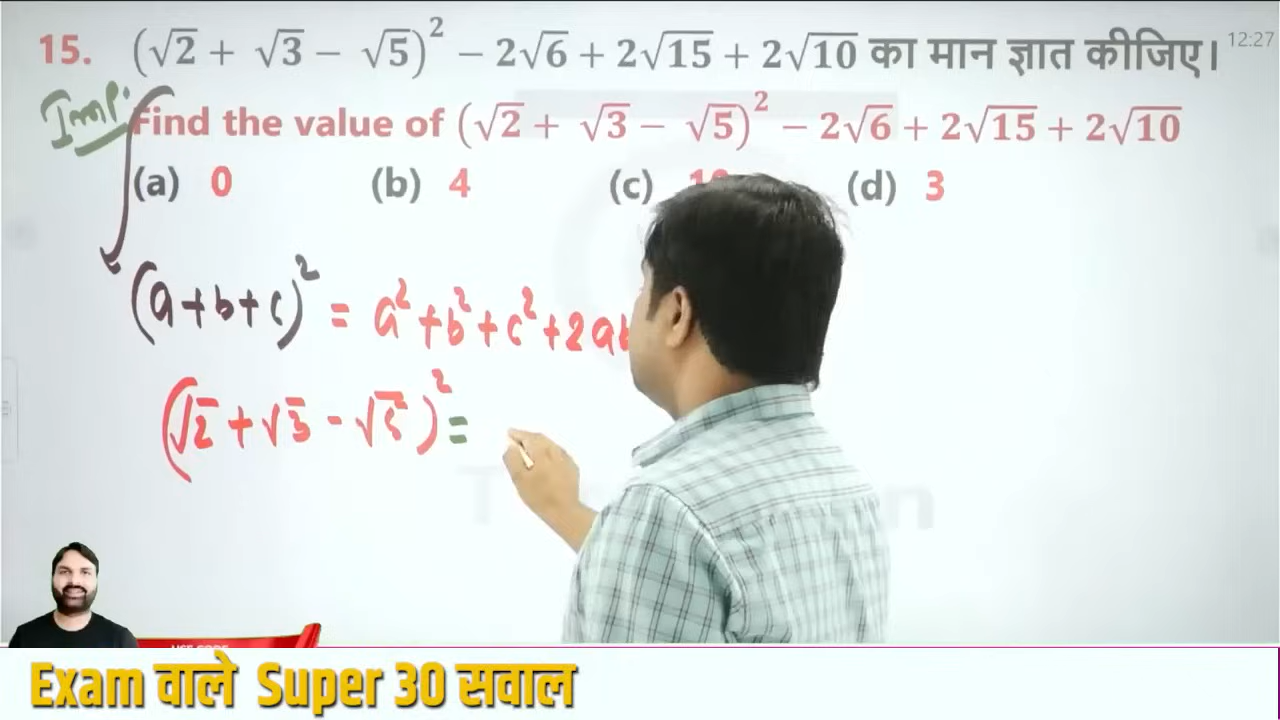 15. (√2 + √3 − √5)² − 2√6 + 2√15 + 2√10 का मान ज्ञात कीजिए। 12:27
Imp. Find the value of (√2 + √3 − √5)² − 2√6 + 2√15 + 2√10
(a) 0 (b) 4 (c) (d) 3
(a+b+c)² = a²+b²+c²+2ab
(√2+√3-√5)² =
Exam वाले Super 30 सवाल